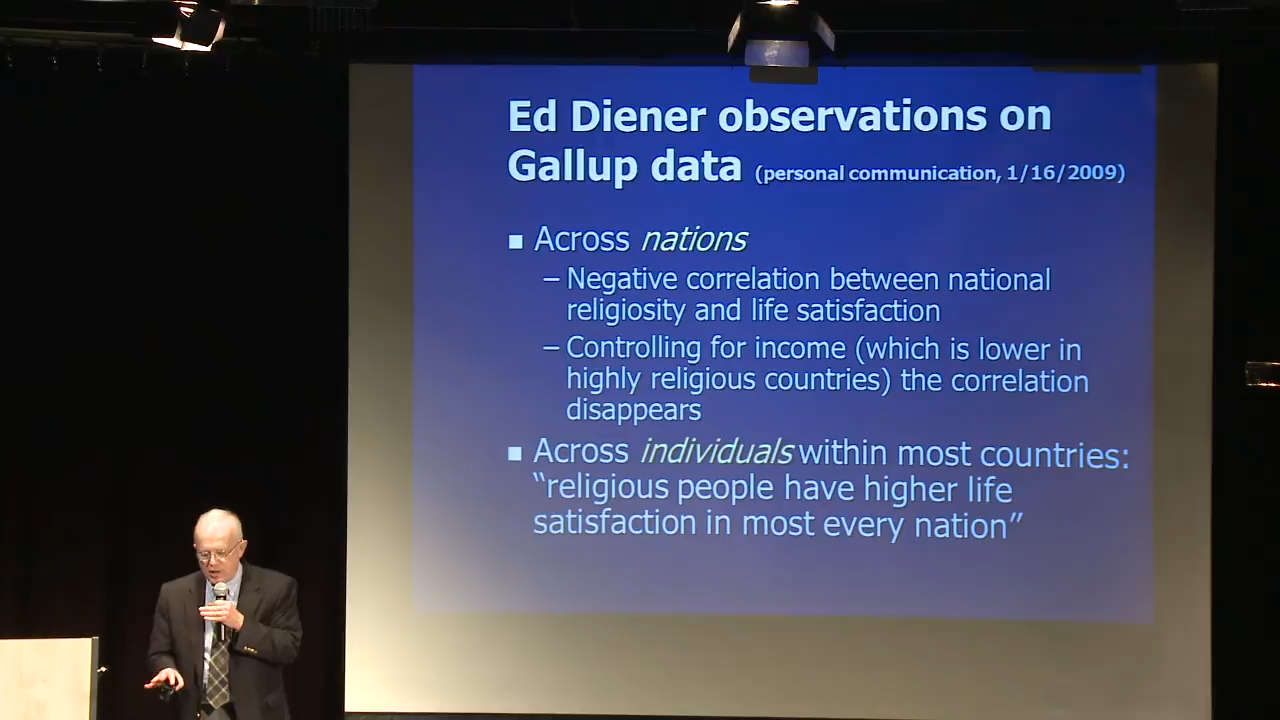 Ed Diener observations on
Gallup data (personal communication, 1/16/2009)
■ Across nations
– Negative correlation between national
religiosity and life satisfaction
– Controlling for income (which is lower in
highly religious countries) the correlation
disappears
■ Across individuals within most countries:
“religious people have higher life
satisfaction in most every nation”